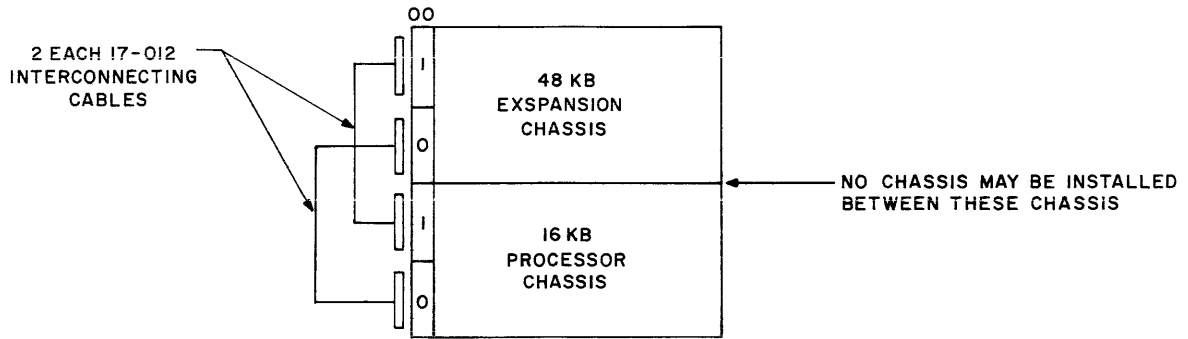 00
2 EACH 17-012
INTERCONNECTING
CABLES
1
48 KB
EXSPANSION
CHASSIS
0
NO CHASSIS MAY BE INSTALLED
BETWEEN THESE CHASSIS
1
16 KB
PROCESSOR
CHASSIS
0